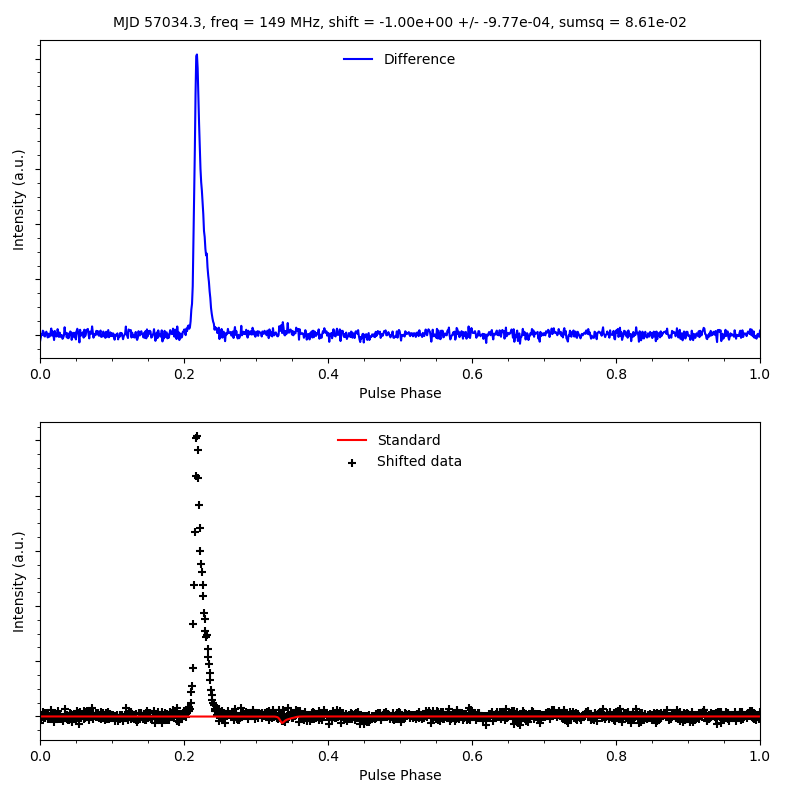 MJD 57034.3, freq = 149 MHz, shift = -1.00e+00 +/- -9.77e-04, sumsq = 8.61e-02
Difference
Intensity (a.u.)
0.0 0.2 0.4 0.6 0.8 1.0
Pulse Phase
Standard
Shifted data
Intensity (a.u.)
0.0 0.2 0.4 0.6 0.8 1.0
Pulse Phase